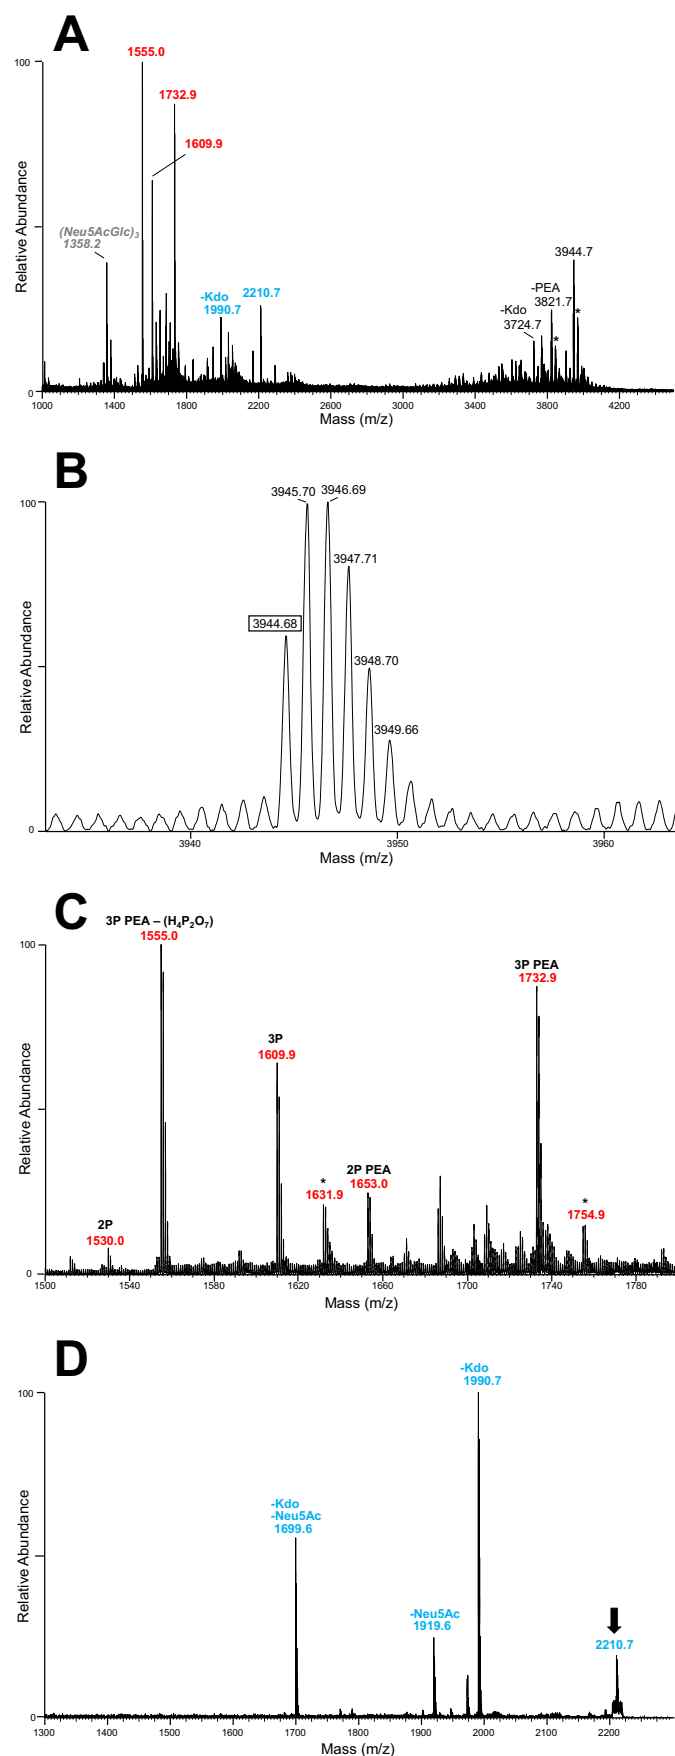 A
Relative Abundance
100
0
1555.0
1732.9
1609.9
(Neu5AcGlc)3
1358.2
-Kdo
1990.7
2210.7
-Kdo
3724.7
-PEA
3821.7
*
3944.7
*
1000 1400 1800 2200 2600 3000 3400 3800 4200
Mass (m/z)
B
Relative Abundance
100
0
3944.68
3945.70
3946.69
3947.71
3948.70
3949.66
3940 3950 3960
Mass (m/z)
C
Relative Abundance
100
0
2P
1530.0
3P PEA – (H4P2O7)
1555.0
3P
1609.9
*
1631.9
2P PEA
1653.0
3P PEA
1732.9
*
1754.9
1500 1540 1580 1620 1660 1700 1740 1780
Mass (m/z)
D
Relative Abundance
100
0
-Kdo
-Neu5Ac
1699.6
-Neu5Ac
1919.6
-Kdo
1990.7
2210.7
1300 1400 1500 1600 1700 1800 1900 2000 2100 2200
Mass (m/z)